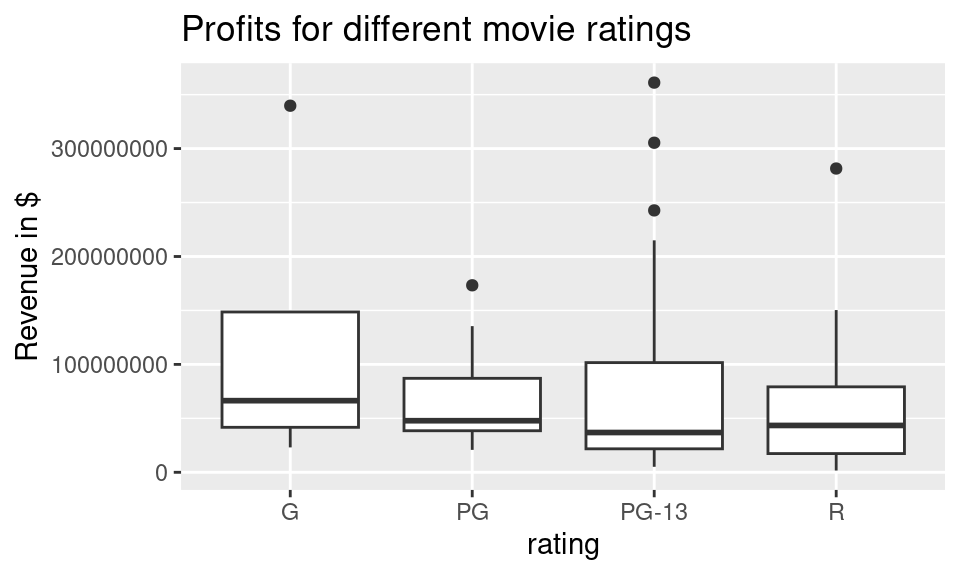 Profits for different movie ratings
Revenue in $
300000000
200000000
100000000
0
G PG PG-13 R
rating